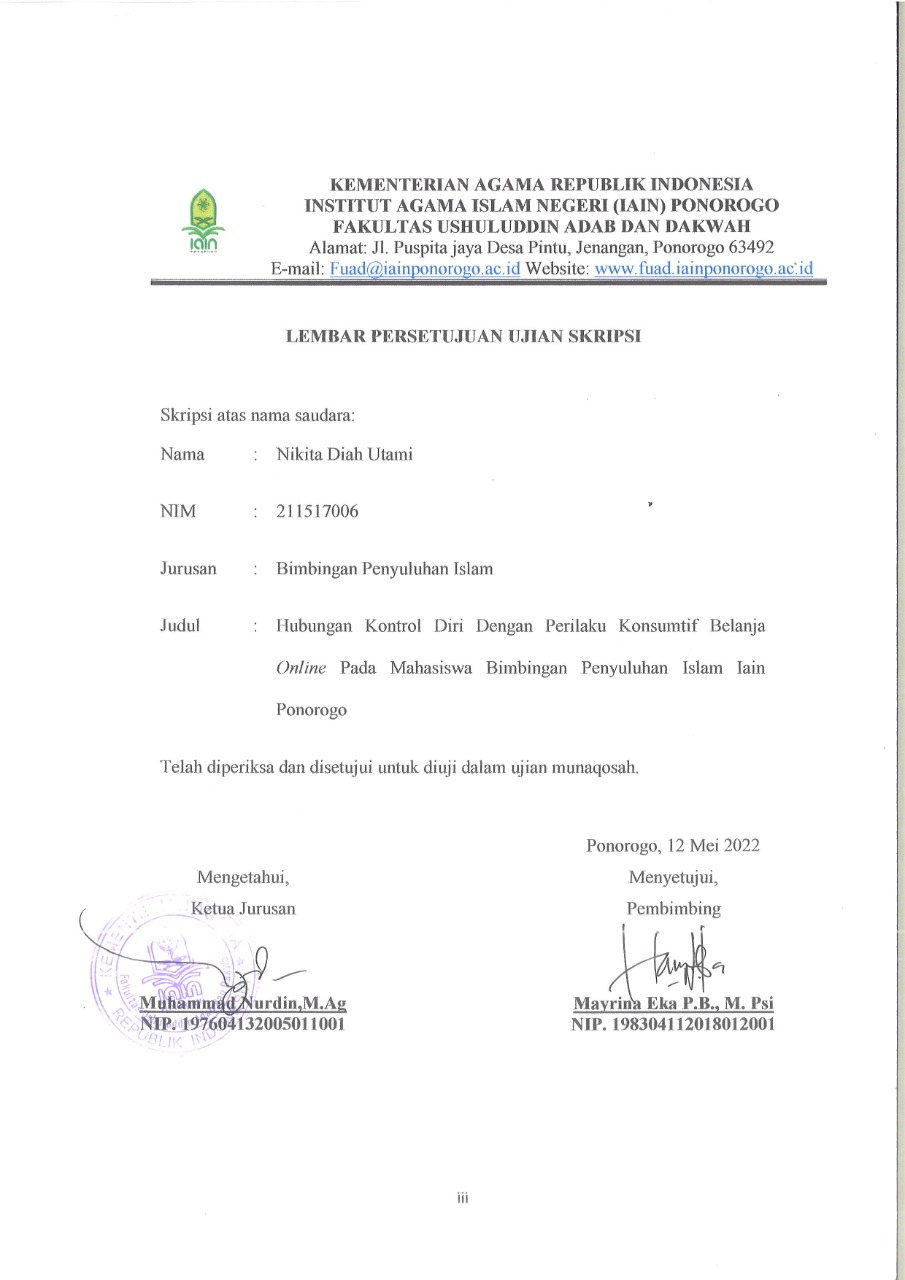 KEMENTERIAN AGAMA REPUBLIK INDONESIA
INSTITUT AGAMA ISLAM NEGERI (IAIN) PONOROGO
FAKULTAS USHULUDDIN ADAB DAN DAKWAH
Alamat: Jl. Puspita jaya Desa Pintu, Jenangan, Ponorogo 63492
E-mail: Fuad@iainponorogo.ac.id Website: www.fuad.iainponorogo.ac.id
iain
PONOROGO
LEMBAR PERSETUJUAN UJIAN SKRIPSI
Skripsi atas nama saudara:
Nama : Nikita Diah Utami
NIM : 211517006
Jurusan : Bimbingan Penyuluhan Islam
Judul : Hubungan Kontrol Diri Dengan Perilaku Konsumtif Belanja
Online Pada Mahasiswa Bimbingan Penyuluhan Islam Iain
Ponorogo
Telah diperiksa dan disetujui untuk diuji dalam ujian munaqosah.
Ponorogo, 12 Mei 2022
Mengetahui, Menyetujui,
Ketua Jurusan Pembimbing
Muhammad Nurdin,M.Ag Mayrina Eka P.B., M. Psi
NIP. 197604132005011001 NIP. 198304112018012001
REPUBLIK INDO
iain
iii